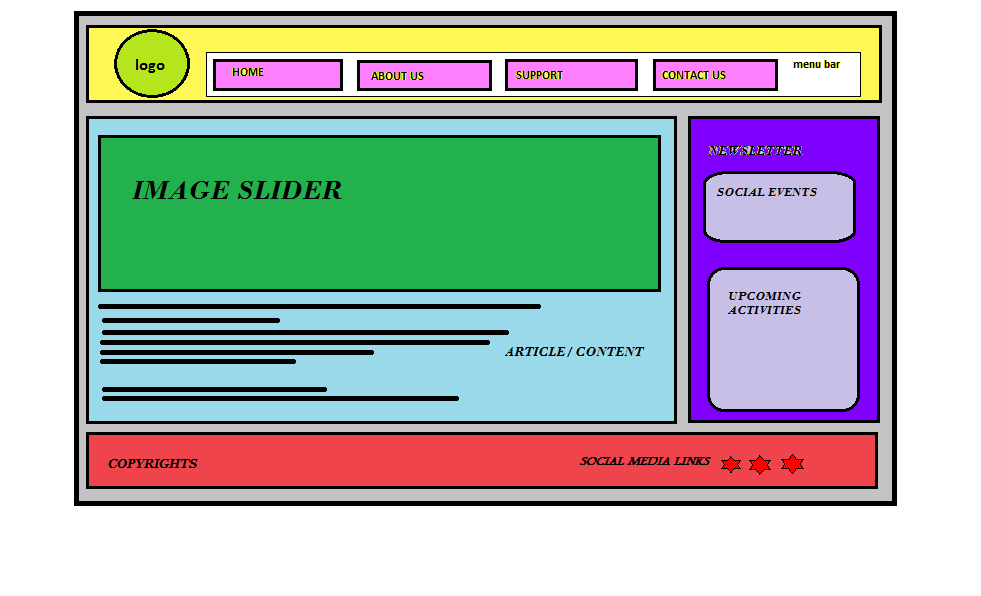 logo
HOME
ABOUT US
SUPPORT
CONTACT US
menu bar
IMAGE SLIDER
ARTICLE / CONTENT
NEWSLETTER
SOCIAL EVENTS
UPCOMING
ACTIVITIES
COPYRIGHTS
SOCIAL MEDIA LINKS